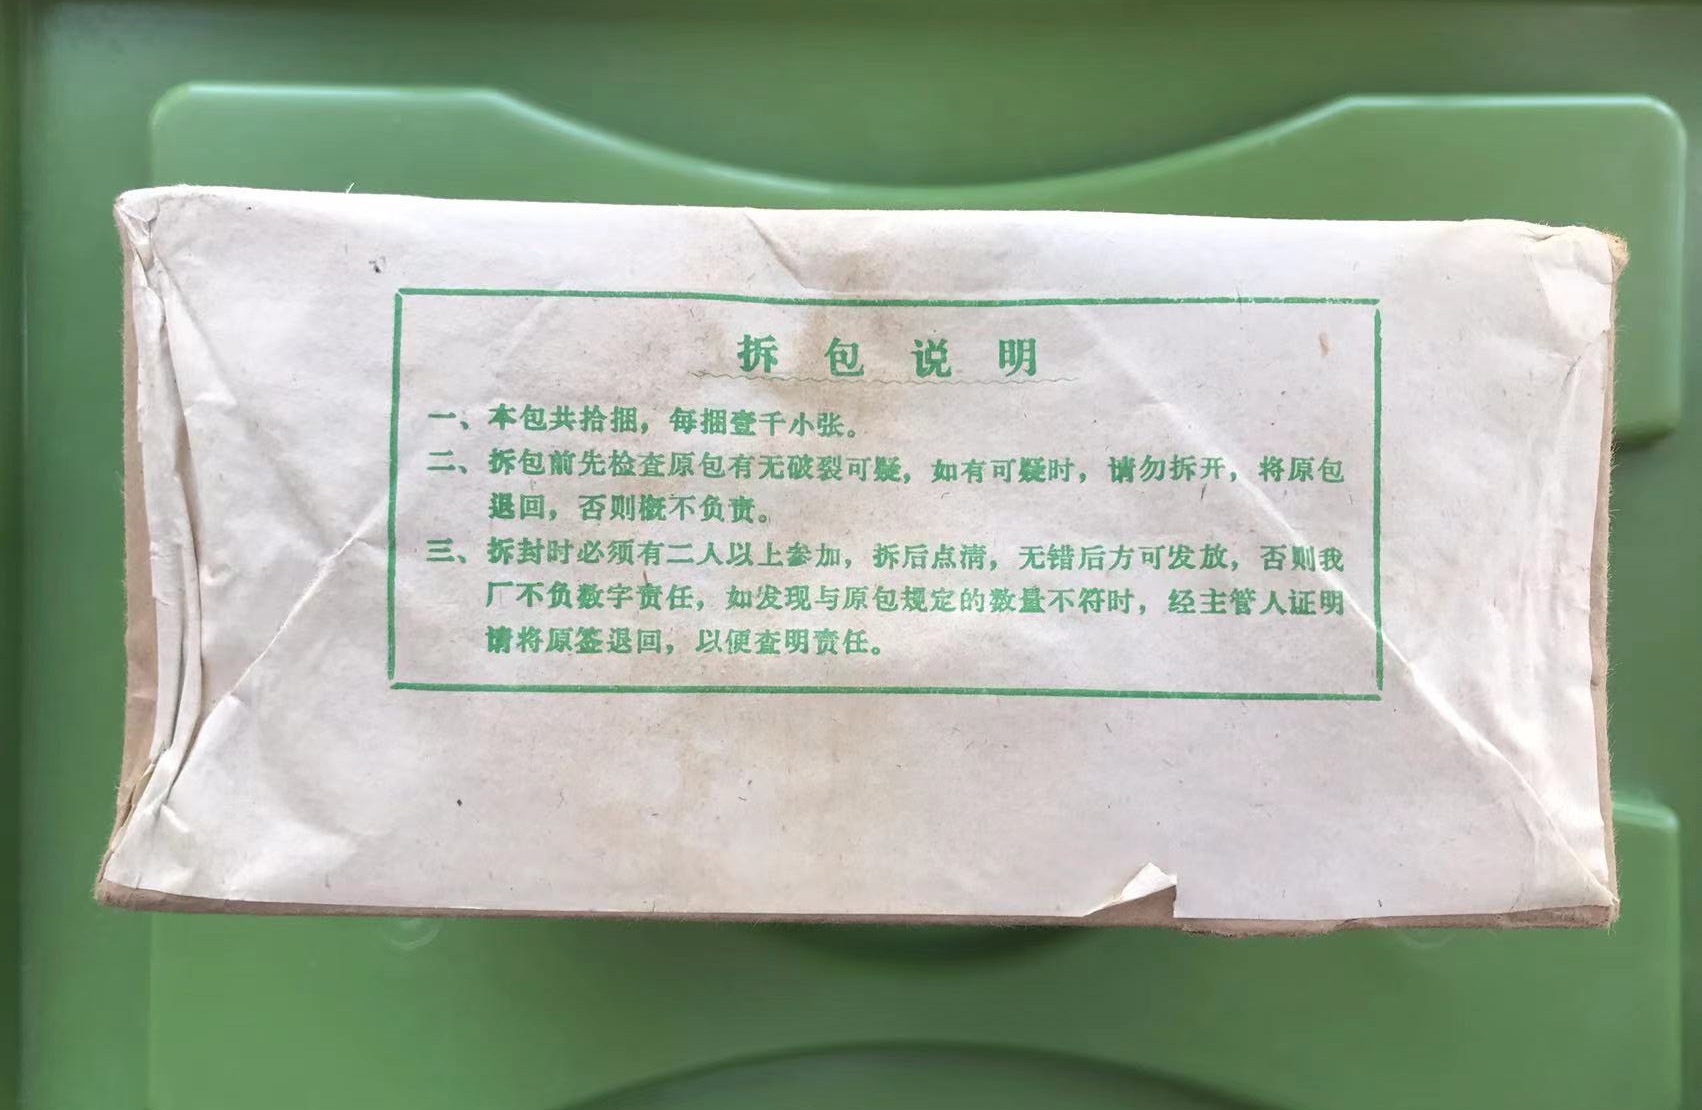 拆包说明
一、本包共拾捆，每捆壹千小张。
二、拆包前先检查原包有无破裂可疑，如有可疑时，请勿拆开，将原包
退回，否则概不负责。
三、拆封时必须有二人以上参加，拆后点清，无错后方可发放，否则我
厂不负数字责任，如发现与原包规定的数量不符时，经主管人证明
请将原签退回，以便查明责任。